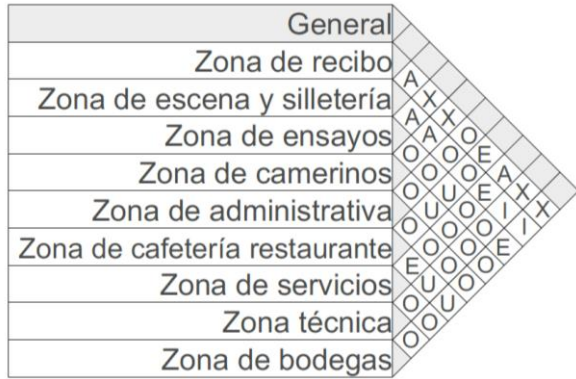 General
Zona de recibo
A
Zona de escena y silletería X
A X
Zona de ensayos A O
O O E
Zona de camerinos O O A
O U E X
Zona de administrativa U O I X
O O O I
Zona de cafetería restaurante O O E
E O O
Zona de servicios U O
O U
Zona técnica O
O
Zona de bodegas